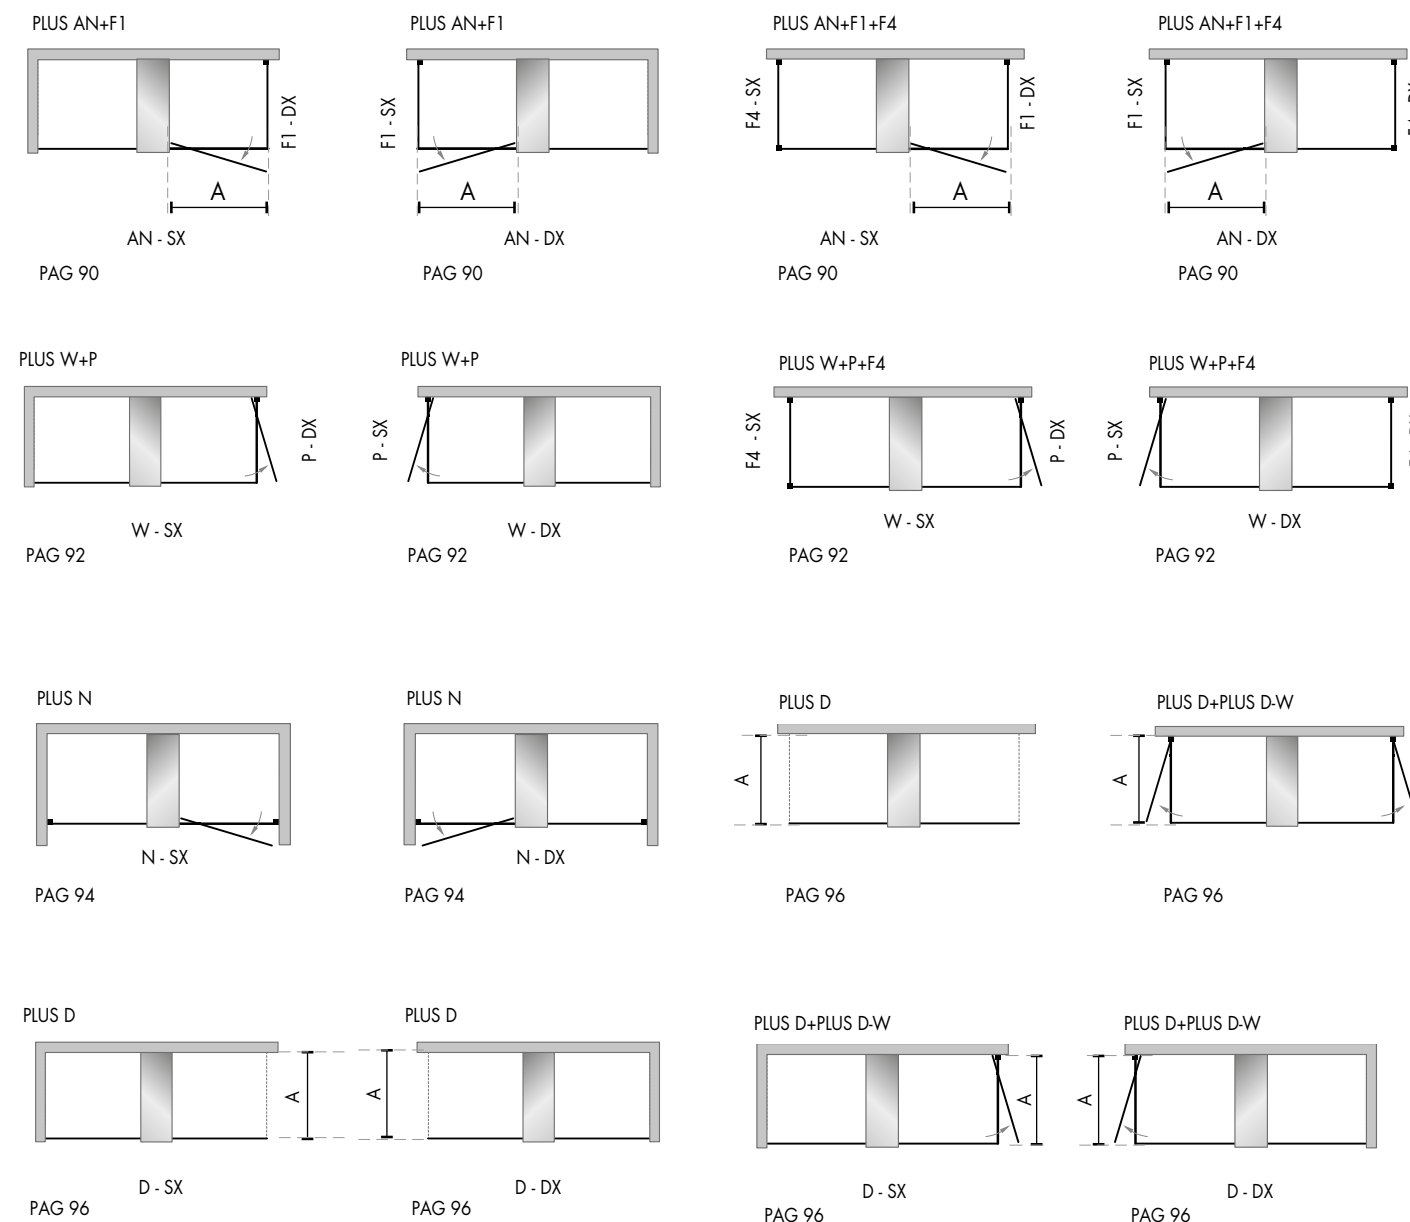 PLUS AN+F1
PLUS AN+F1
PLUS AN+F1+F4
PLUS AN+F1+F4
F1 - DX
F1 - SX
F4 - SX
F1 - DX
F1 - SX
A
A
A
A
AN - SX
AN - DX
AN - SX
AN - DX
PAG 90
PAG 90
PAG 90
PAG 90
PLUS W+P
PLUS W+P
PLUS W+P+F4
PLUS W+P+F4
P - DX
P - SX
F4 - SX
P - DX
P - SX
W - SX
W - DX
W - SX
W - DX
PAG 92
PAG 92
PAG 92
PAG 92
PLUS N
PLUS N
PLUS D
PLUS D+PLUS D-W
A
A
N - SX
N - DX
PAG 94
PAG 94
PAG 96
PAG 96
PLUS D
PLUS D
PLUS D+PLUS D-W
PLUS D+PLUS D-W
A
A
A
A
D - SX
D - DX
D - SX
D - DX
PAG 96
PAG 96
PAG 96
PAG 96